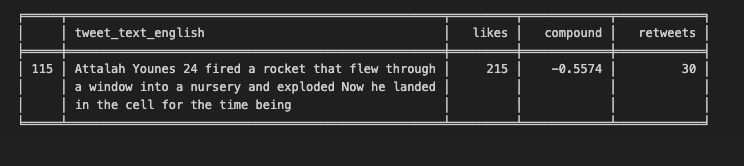 tweet_text_english likes compound retweets
115 Attalah Younes 24 fired a rocket that flew through 215 -0.5574 30
a window into a nursery and exploded Now he landed
in the cell for the time being